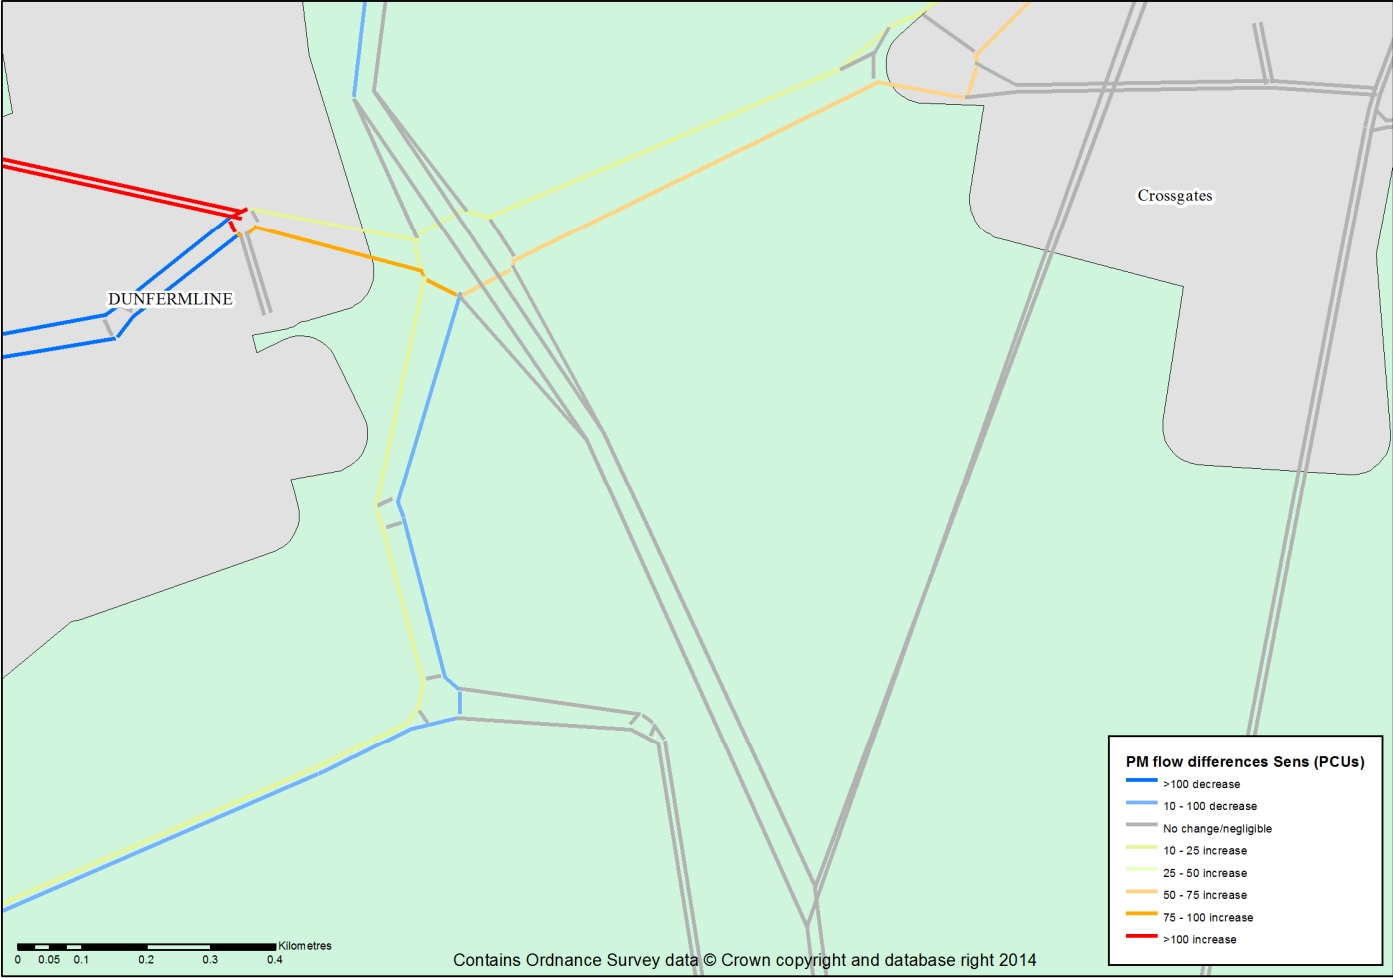 Crossgates
DUNFERMLINE
PM flow differences Sens (PCUs)
>100 decrease
10 - 100 decrease
No change/negligible
10 - 25 increase
25 - 50 increase
50 - 75 increase
75 - 100 increase
>100 increase
Kilometres
0 0.05 0.1 0.2 0.3 0.4
Contains Ordnance Survey data © Crown copyright and database right 2014